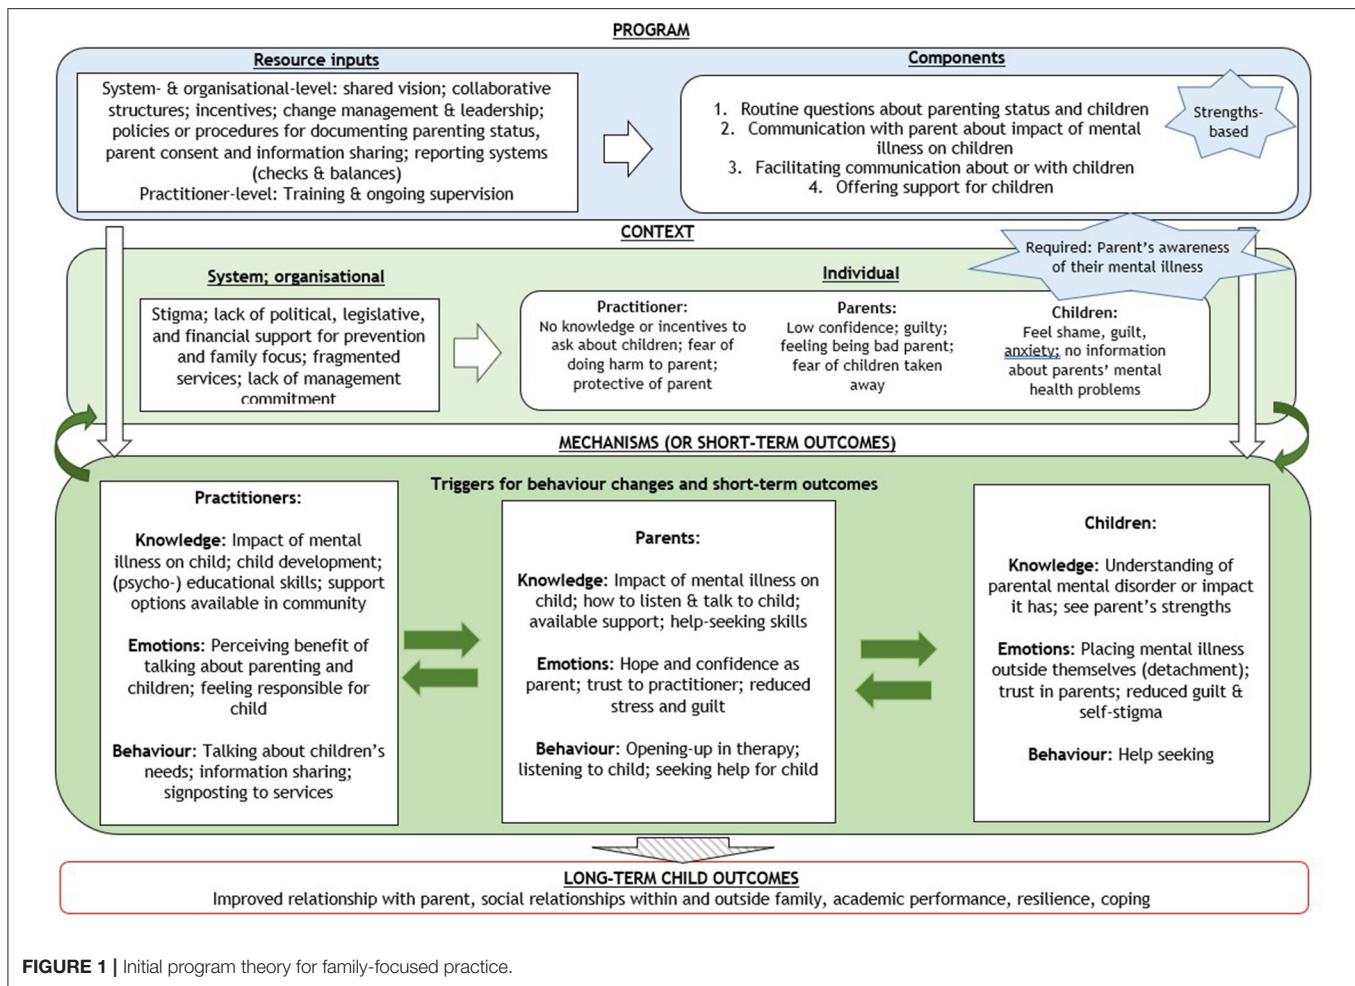 PROGRAM
Resource inputs
System- & organisational-level: shared vision; collaborative
structures; incentives; change management & leadership;
policies or procedures for documenting parenting status,
parent consent and information sharing; reporting systems
(checks & balances)
Practitioner-level: Training & ongoing supervision
Components
1. Routine questions about parenting status and children
2. Communication with parent about impact of mental
illness on children
3. Facilitating communication about or with children
4. Offering support for children
Strengths-
based
CONTEXT
Required: Parent’s awareness
of their mental illness
System; organisational
Stigma; lack of political, legislative,
and financial support for prevention
and family focus; fragmented
services; lack of management
commitment
Individual
Practitioner:
No knowledge or incentives to
ask about children; fear of
doing harm to parent;
protective of parent
Parents:
Low confidence; guilty;
feeling being bad parent;
fear of children taken
away
Children:
Feel shame, guilt,
anxiety; no information
about parents’ mental
health problems
MECHANISMS (OR SHORT-TERM OUTCOMES)
Triggers for behaviour changes and short-term outcomes
Practitioners:
Knowledge: Impact of mental
illness on child; child development;
(psycho-) educational skills; support
options available in community
Emotions: Perceiving benefit of
talking about parenting and
children; feeling responsible for
child
Behaviour: Talking about children’s
needs; information sharing;
signposting to services
Parents:
Knowledge: Impact of mental illness on
child; how to listen & talk to child;
available support; help-seeking skills
Emotions: Hope and confidence as
parent; trust to practitioner; reduced
stress and guilt
Behaviour: Opening-up in therapy;
listening to child; seeking help for child
Children:
Knowledge: Understanding of
parental mental disorder or impact
it has; see parent’s strengths
Emotions: Placing mental illness
outside themselves (detachment);
trust in parents; reduced guilt &
self-stigma
Behaviour: Help seeking
LONG-TERM CHILD OUTCOMES
Improved relationship with parent, social relationships within and outside family, academic performance, resilience, coping
FIGURE 1 | Initial program theory for family-focused practice.